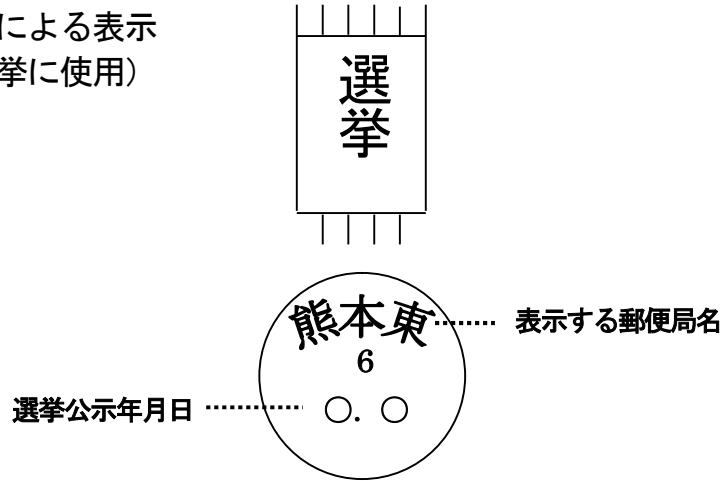 による表示
挙に使用）
選挙
熊本東
表示する郵便局名
6
選挙公示年月日
○.○